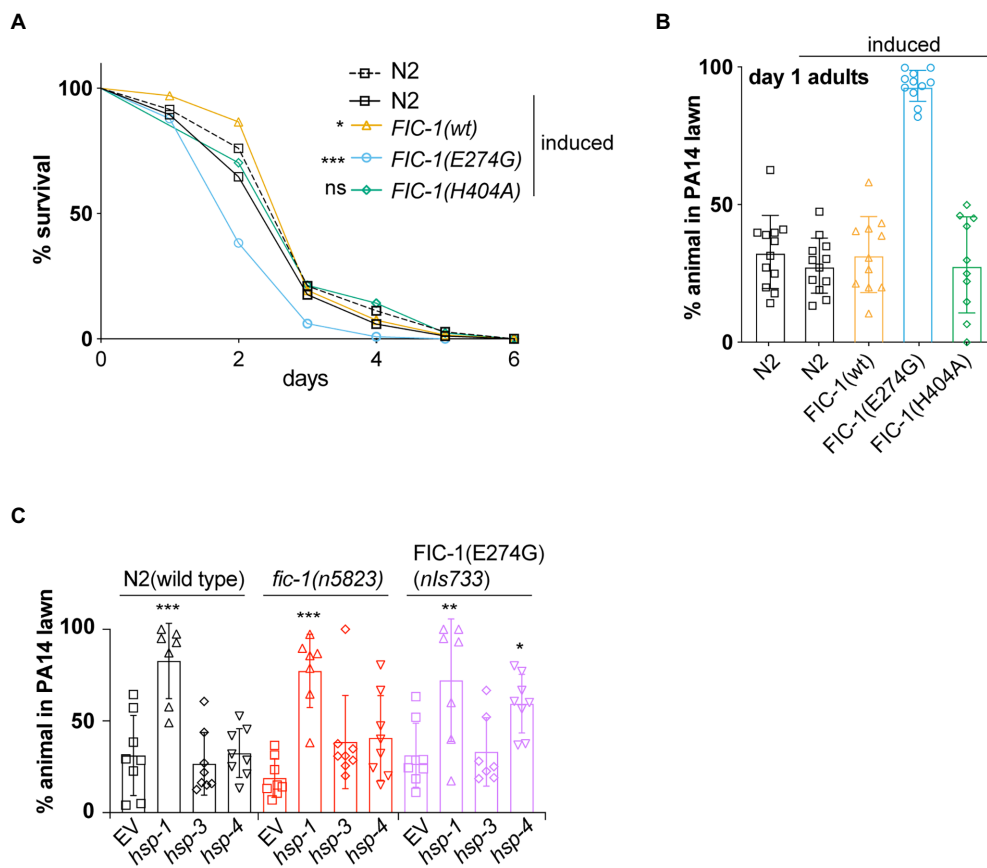 A
N2
N2
* FIC-1(wt)
*** FIC-1(E274G)
ns FIC-1(H404A)
induced
% survival
100
50
0
0 2 4 6
days
B
induced
day 1 adults
% animal in PA14 lawn
100
50
0
N2 N2 FIC-1(wt) FIC-1(E274G) FIC-1(H404A)
C
N2(wild type) fic-1(n5823) FIC-1(E274G)
(nIs733)
*** *** ** *
% animal in PA14 lawn
100
50
0
EV hsp-1 hsp-3 hsp-4 EV hsp-1 hsp-3 hsp-4 EV hsp-1 hsp-3 hsp-4